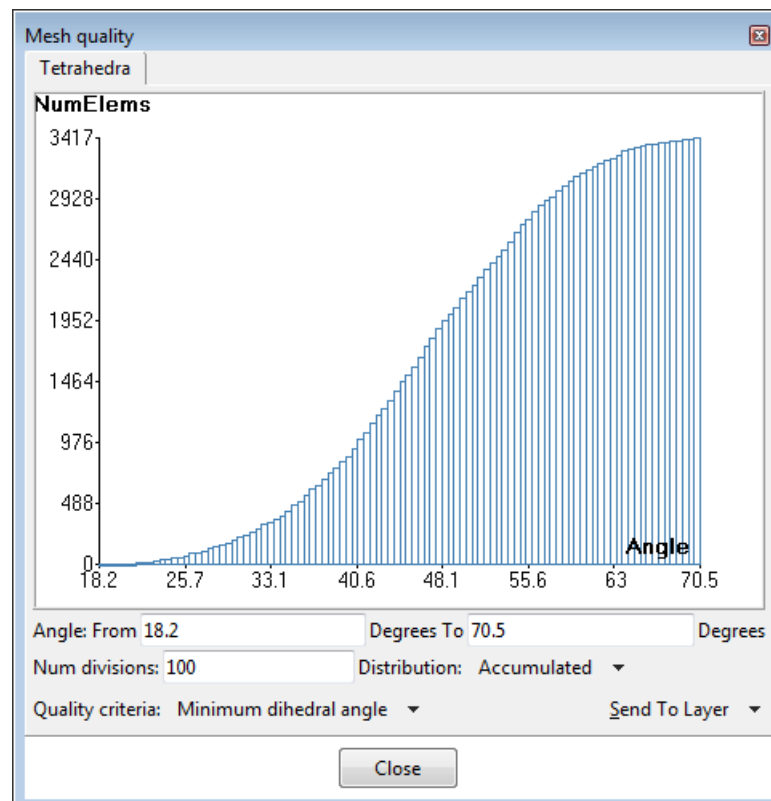 Mesh quality
Tetrahedra
NumElems
3417
2928
2440
1952
1464
976
488
0
Angle
18.2 25.7 33.1 40.6 48.1 55.6 63 70.5
Angle: From 18.2 Degrees To 70.5 Degrees
Num divisions: 100 Distribution: Accumulated
Quality criteria: Minimum dihedral angle Send To Layer
Close